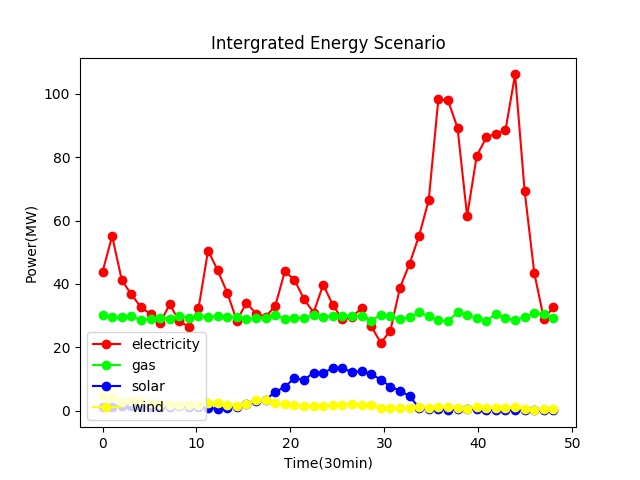 Intergrated Energy Scenario
Power(MW)
100
80
60
40
20
0
electricity
gas
solar
wind
0 10 20 30 40 50
Time(30min)